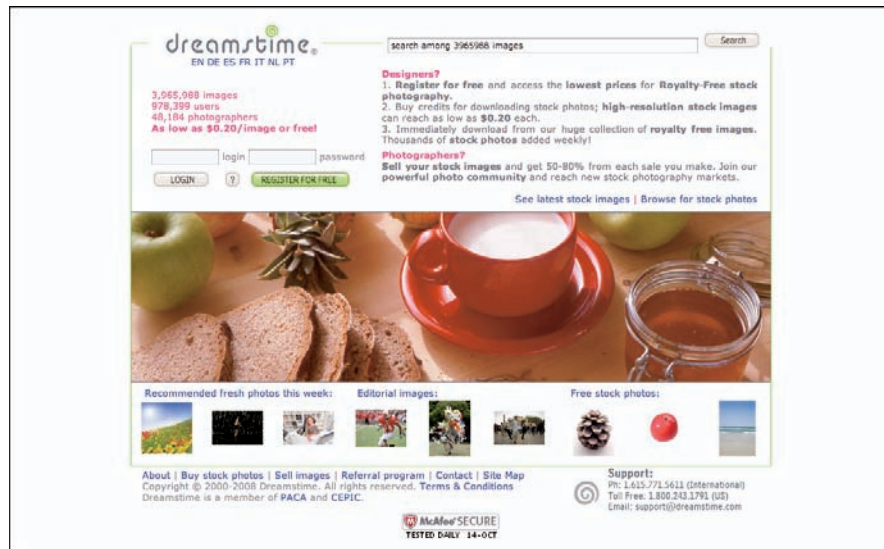 dreamstime®
EN DE ES FR IT NL PT
search among 3965988 images
Search
3,965,988 images
978,399 users
48,184 photographers
As low as $0.20/image or free!
login
password
LOGIN
?
REGISTER FOR FREE
Designers?
1. Register for free and access the lowest prices for Royalty-Free stock
photography.
2. Buy credits for downloading stock photos; high-resolution stock images
can reach as low as $0.20 each.
3. Immediately download from our huge collection of royalty free images.
Thousands of stock photos added weekly!
Photographers?
Sell your stock images and get 50-80% from each sale you make. Join our
powerful photo community and reach new stock photography markets.
See latest stock images | Browse for stock photos
Recommended fresh photos this week:
Editorial images:
Free stock photos:
About | Buy stock photos | Sell images | Referral program | Contact | Site Map
Copyright © 2000-2008 Dreamstime. All rights reserved. Terms & Conditions
Dreamstime is a member of PACA and CEPIC.
Support:
Ph: 1.615.771.5611 (International)
Toll Free: 1.800.243.1791 (US)
Email: support@dreamstime.com
McAfee SECURE
TESTED DAILY 14-OCT